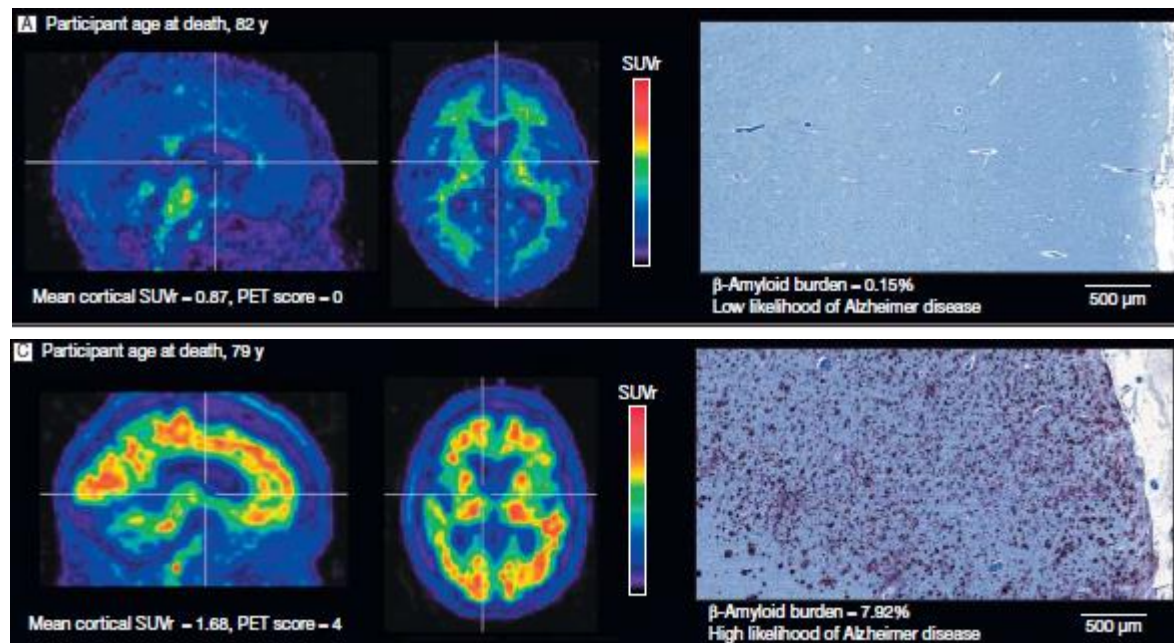 A Participant age at death, 82 y
SUVr
Mean cortical SUVr = 0.87, PET score = 0
β-Amyloid burden = 0.15%
Low likelihood of Alzheimer disease
500 µm
C Participant age at death, 79 y
SUVr
Mean cortical SUVr = 1.68, PET score = 4
β-Amyloid burden = 7.92%
High likelihood of Alzheimer disease
500 µm